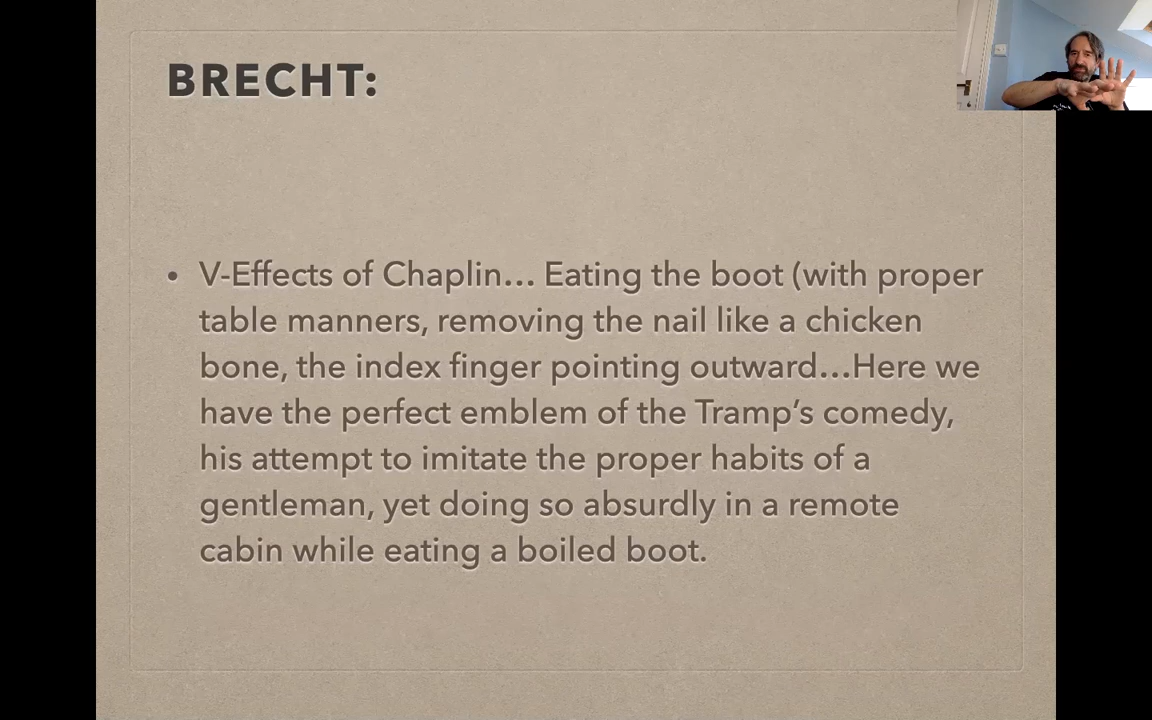 BRECHT:
• V-Effects of Chaplin… Eating the boot (with proper
table manners, removing the nail like a chicken
bone, the index finger pointing outward…Here we
have the perfect emblem of the Tramp’s comedy,
his attempt to imitate the proper habits of a
gentleman, yet doing so absurdly in a remote
cabin while eating a boiled boot.